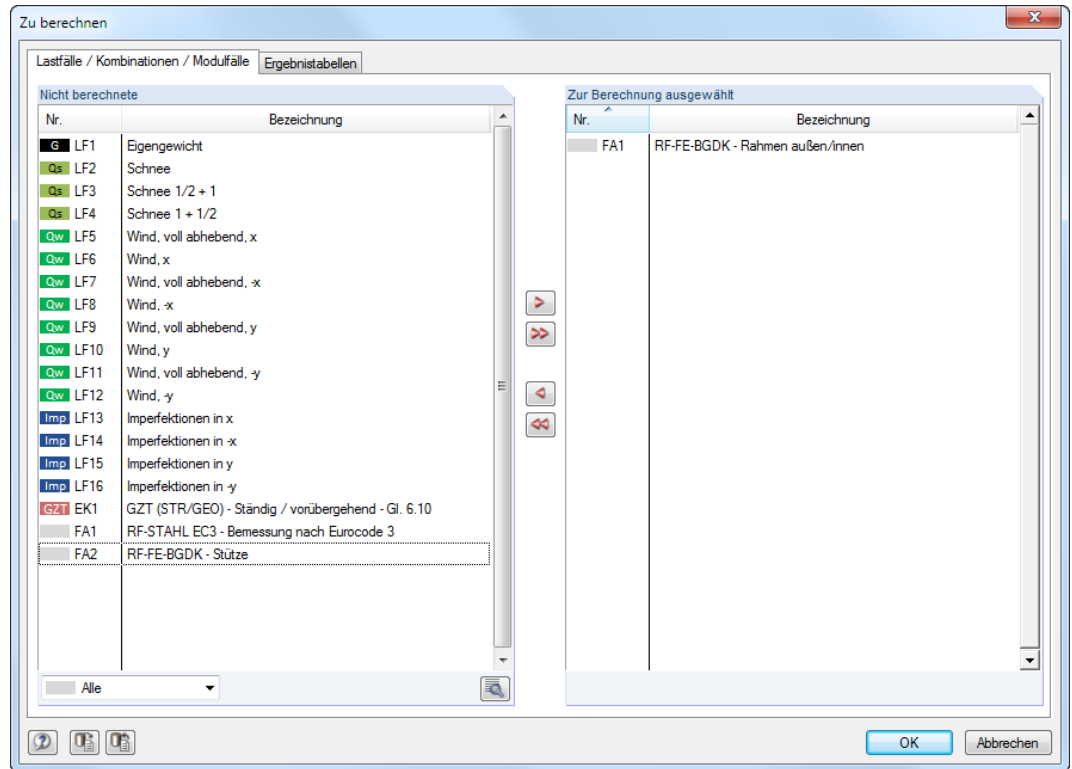 Zu berechnen
Lastfälle / Kombinationen / Modulfälle Ergebnistabellen
Nicht berechnete
Nr. Bezeichnung
G LF1 Eigengewicht
Qs LF2 Schnee
Qs LF3 Schnee 1/2 + 1
Qs LF4 Schnee 1 + 1/2
Qw LF5 Wind, voll abhebend, x
Qw LF6 Wind, x
Qw LF7 Wind, voll abhebend, -x
Qw LF8 Wind, -x
Qw LF9 Wind, voll abhebend, y
Qw LF10 Wind, y
Qw LF11 Wind, voll abhebend, -y
Qw LF12 Wind, -y
Imp LF13 Imperfektionen in x
Imp LF14 Imperfektionen in -x
Imp LF15 Imperfektionen in y
Imp LF16 Imperfektionen in -y
GZT EK1 GZT (STR/GEO) - Ständig / vorübergehend - Gl. 6.10
FA1 RF-STAHL EC3 - Bemessung nach Eurocode 3
FA2 RF-FE-BGDK - Stütze
Alle
Zur Berechnung ausgewählt
Nr. Bezeichnung
FA1 RF-FE-BGDK - Rahmen außen/innen
OK Abbrechen